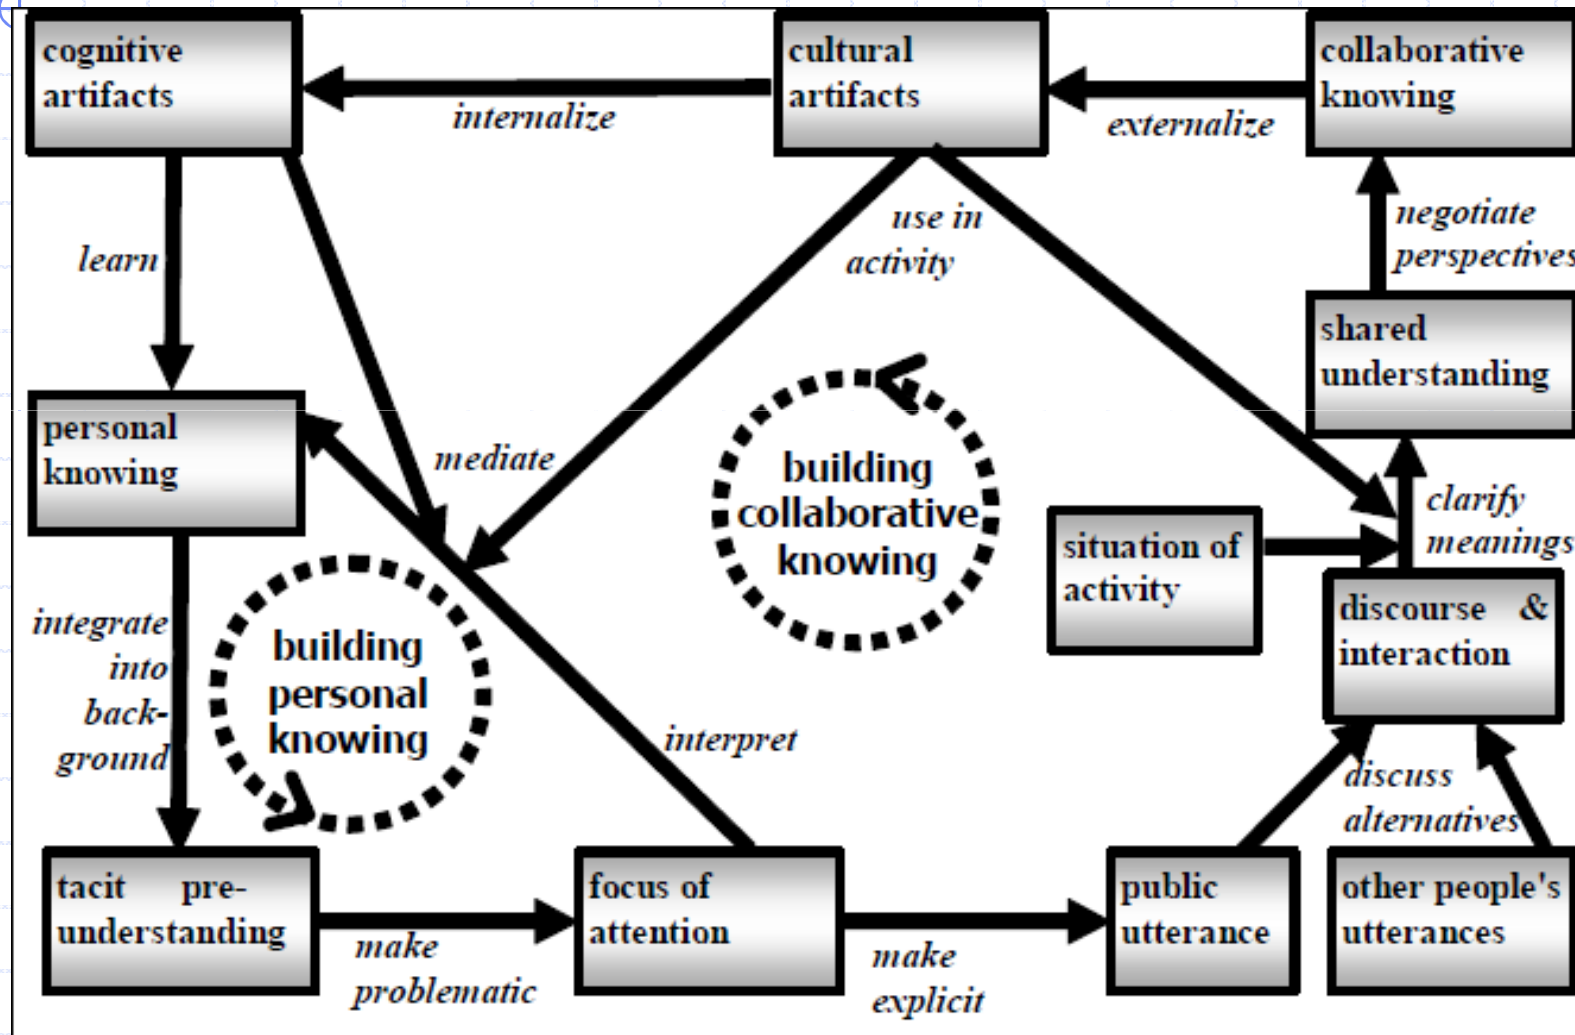 cognitive
artifacts
internalize
cultural
artifacts
externalize
collaborative
knowing
learn
use in
activity
negotiate
perspectives
shared
understanding
personal
knowing
mediate
building
collaborative
knowing
clarify
meanings
situation of
activity
discourse &
interaction
integrate
into
back-
ground
building
personal
knowing
interpret
discuss
alternatives
tacit pre-
understanding
make
problematic
focus of
attention
make
explicit
public
utterance
other people's
utterances